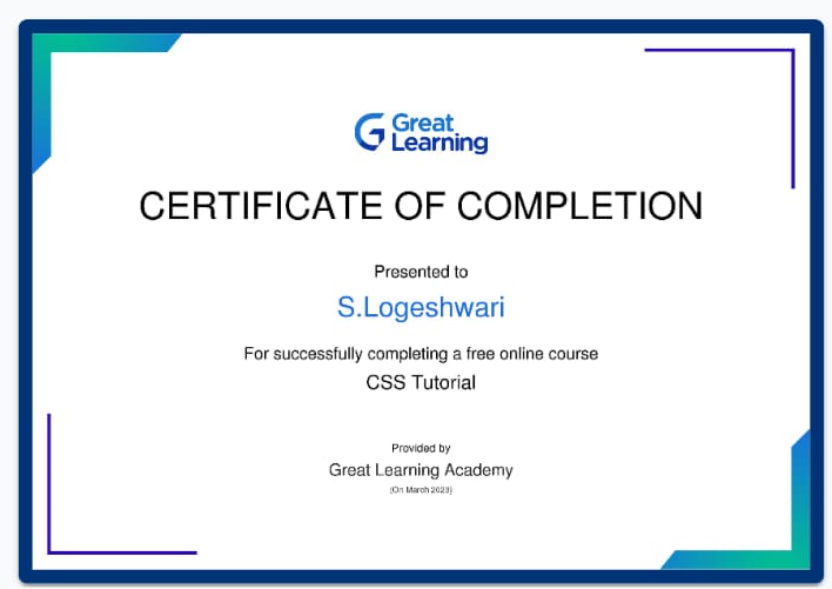 Great
Learning
CERTIFICATE OF COMPLETION
Presented to
S.Logeshwari
For successfully completing a free online course
CSS Tutorial
Provided by
Great Learning Academy
(On March 2023)